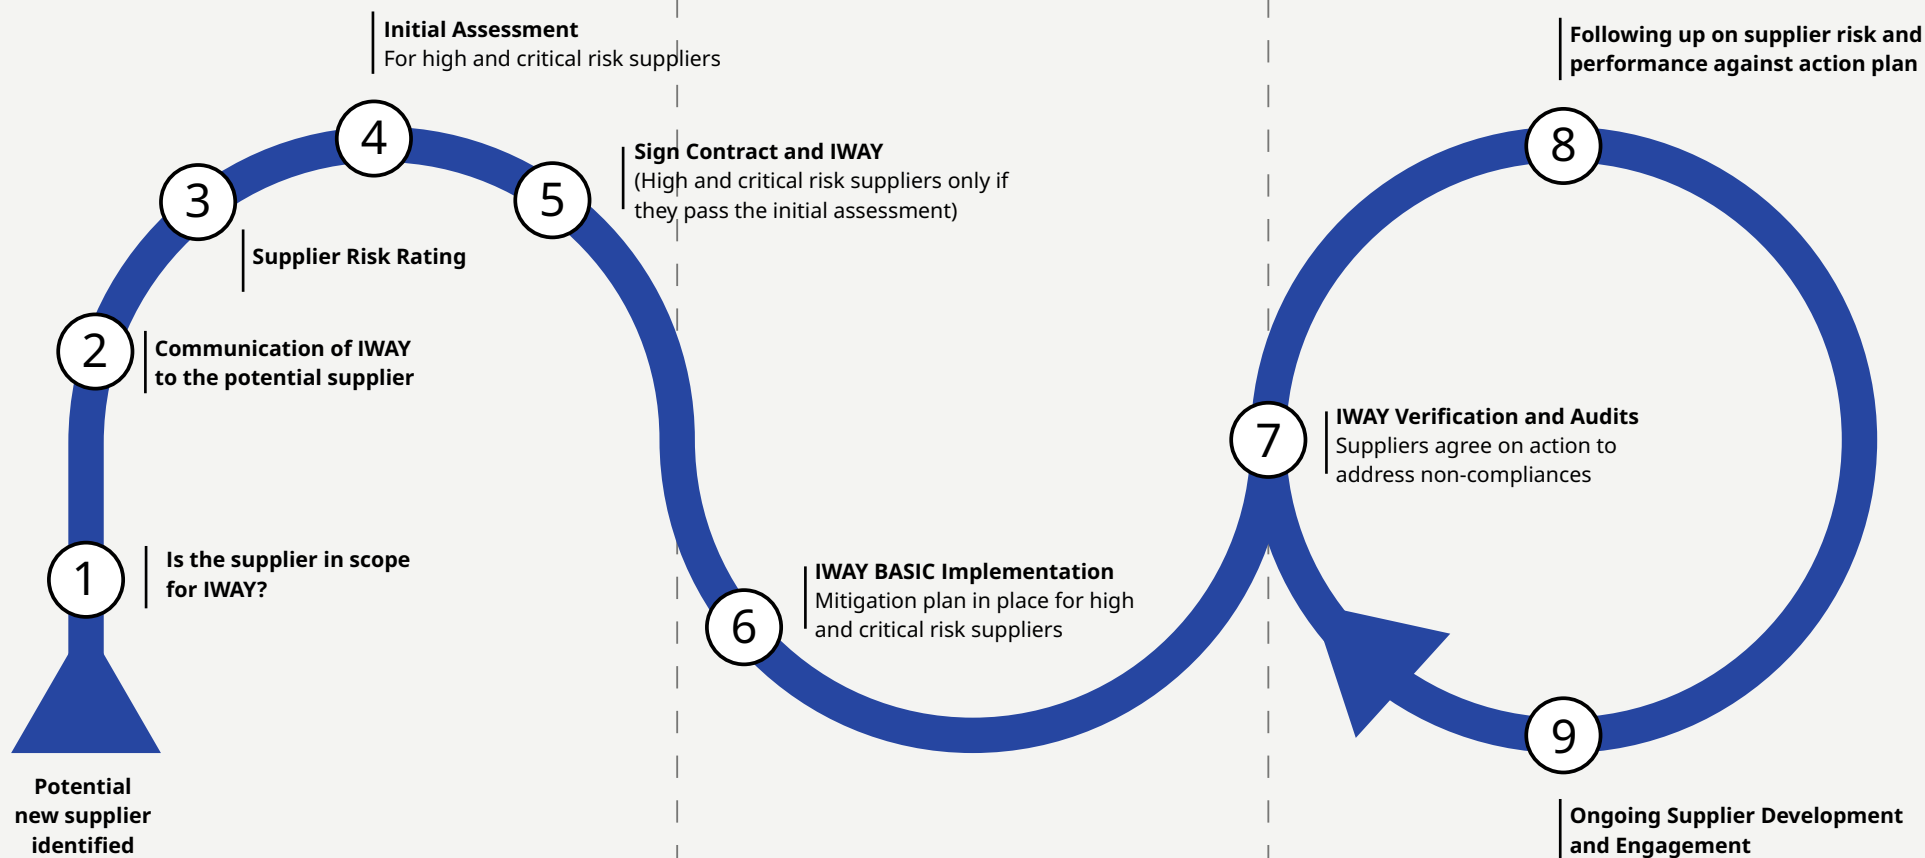 Initial Assessment
For high and critical risk suppliers
4
3
5
Sign Contract and IWAY
(High and critical risk suppliers only if
they pass the initial assessment)
Supplier Risk Rating
2
Communication of IWAY
to the potential supplier
1
Is the supplier in scope
for IWAY?
Potential
new supplier
identified
6
IWAY BASIC Implementation
Mitigation plan in place for high
and critical risk suppliers
7
IWAY Verification and Audits
Suppliers agree on action to
address non-compliances
Following up on supplier risk and
performance against action plan
8
9
Ongoing Supplier Development
and Engagement